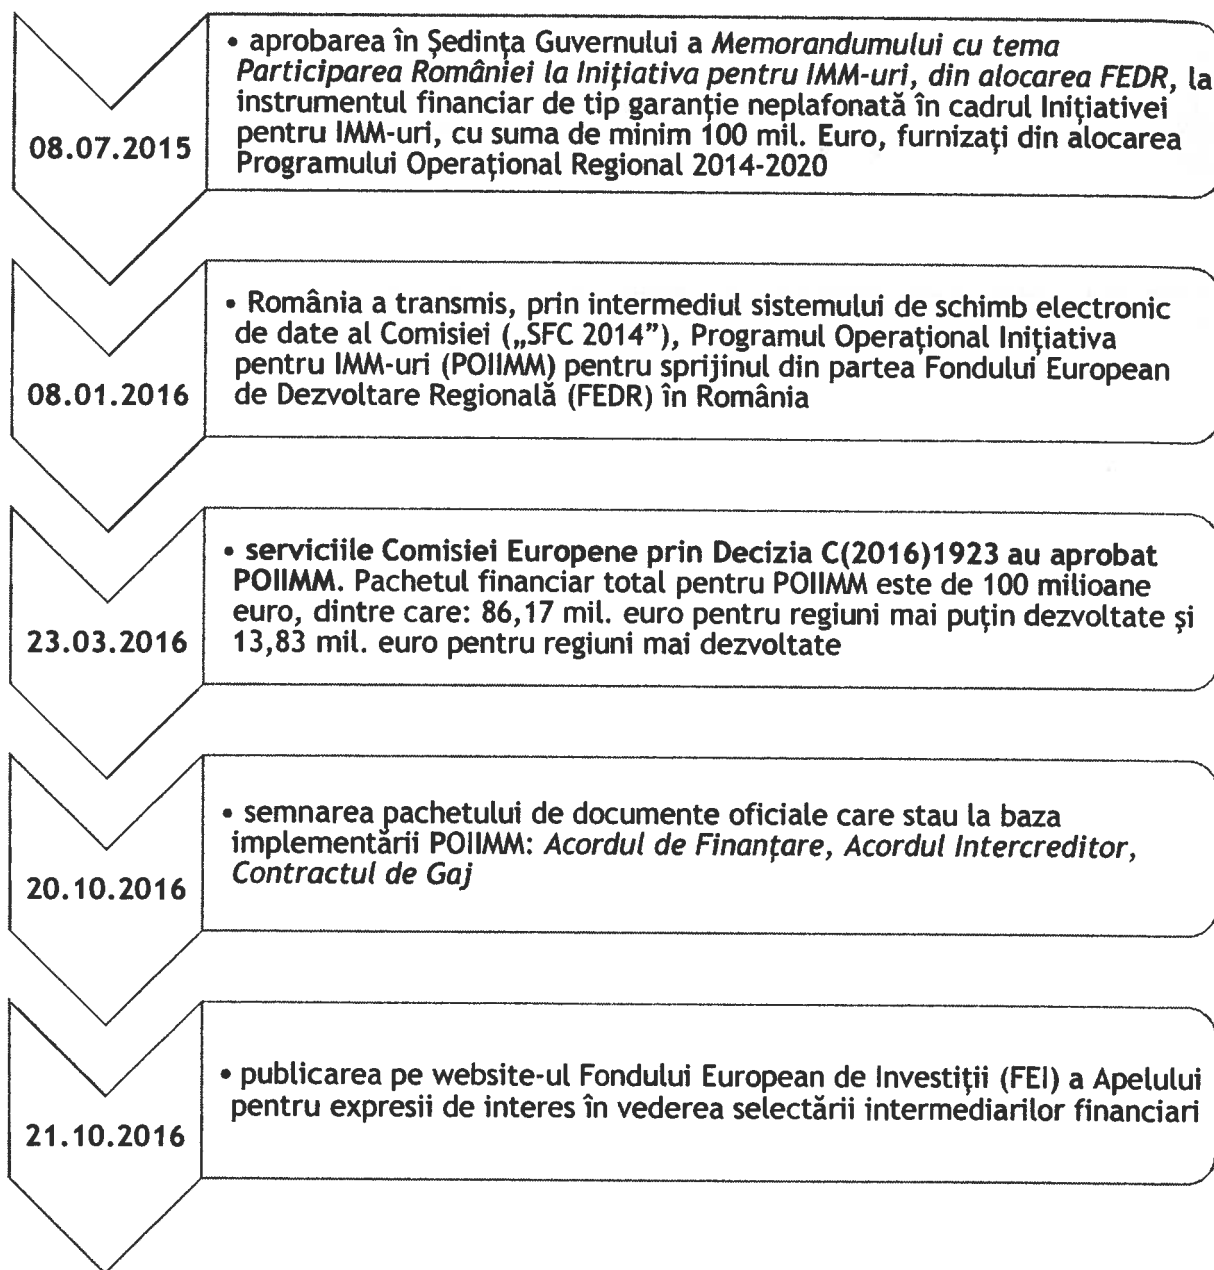 • aprobarea în Şedinţa Guvernului a Memorandumului cu tema
Participarea României la Iniţiativa pentru IMM-uri, din alocarea FEDR, la
instrumentul financiar de tip garanţie neplafonată în cadrul Iniţiativei
pentru IMM-uri, cu suma de minim 100 mil. Euro, furnizaţi din alocarea
Programului Operaţional Regional 2014-2020
08.07.2015
• România a transmis, prin intermediul sistemului de schimb electronic
de date al Comisiei („SFC 2014”), Programul Operaţional Iniţiativa
pentru IMM-uri (POIIMM) pentru sprijinul din partea Fondului European
de Dezvoltare Regională (FEDR) în România
08.01.2016
• serviciile Comisiei Europene prin Decizia C(2016)1923 au aprobat
POIIMM. Pachetul financiar total pentru POIIMM este de 100 milioane
euro, dintre care: 86,17 mil. euro pentru regiuni mai puţin dezvoltate şi
13,83 mil. euro pentru regiuni mai dezvoltate
23.03.2016
• semnarea pachetului de documente oficiale care stau la baza
implementării POIIMM: Acordul de Finanţare, Acordul Intercreditor,
Contractul de Gaj
20.10.2016
• publicarea pe website-ul Fondului European de Investiţii (FEI) a Apelului
pentru expresii de interes în vederea selectării intermediarilor financiari
21.10.2016